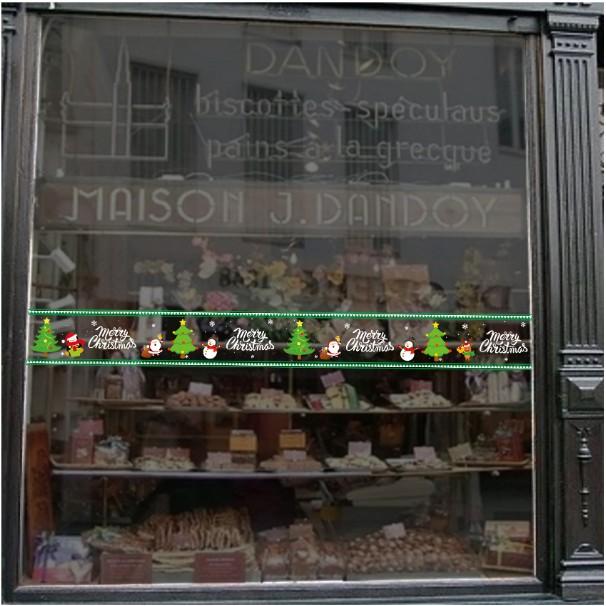 DANDOY
biscottes-spéculaus
pains à la grecque
MAISON J. DANDOY
Merry Christmas Merry Christmas Merry Christmas Merry Christmas